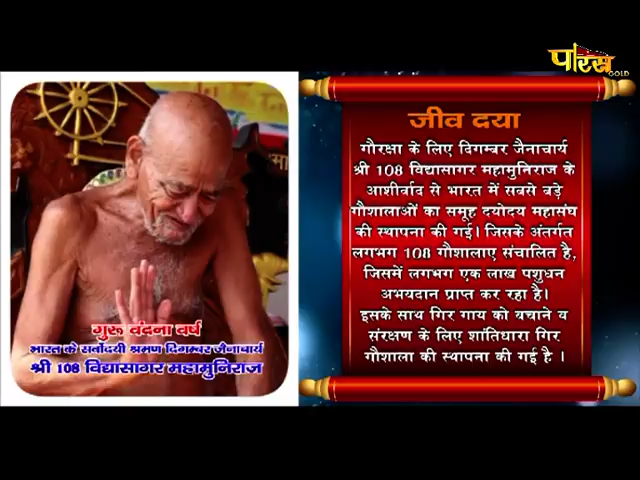 पारस
GOLD
गुरू वंदना वर्ष
भारत के सर्वोदयी श्रमण दिगम्बर जैनाचार्य
श्री 108 विद्यासागर महामुनिराज
जीव दया
गौरक्षा के लिए दिगम्बर जैनाचार्य
श्री 108 विद्यासागर महामुनिराज के
आशीर्वाद से भारत में सबसे बड़े
गौशालाओं का समूह दयोदय महासंघ
की स्थापना की गई। जिसके अंतर्गत
लगभग 108 गौशालाए संचालित है,
जिसमें लगभग एक लाख पशुधन
अभयदान प्राप्त कर रहा है।
इसके साथ गिर गाय को बचाने व
संरक्षण के लिए शांतिधारा गिर
गौशाला की स्थापना की गई है ।